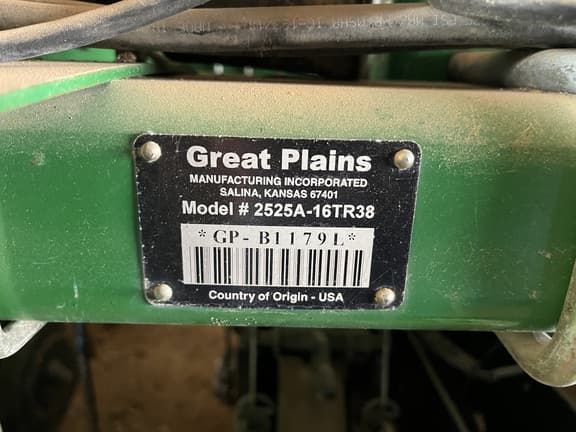 Great Plains
MANUFACTURING INCORPORATED
SALINA, KANSAS 67401
Model # 2525A-16TR38
*GP-B1179L*
Country of Origin - USA